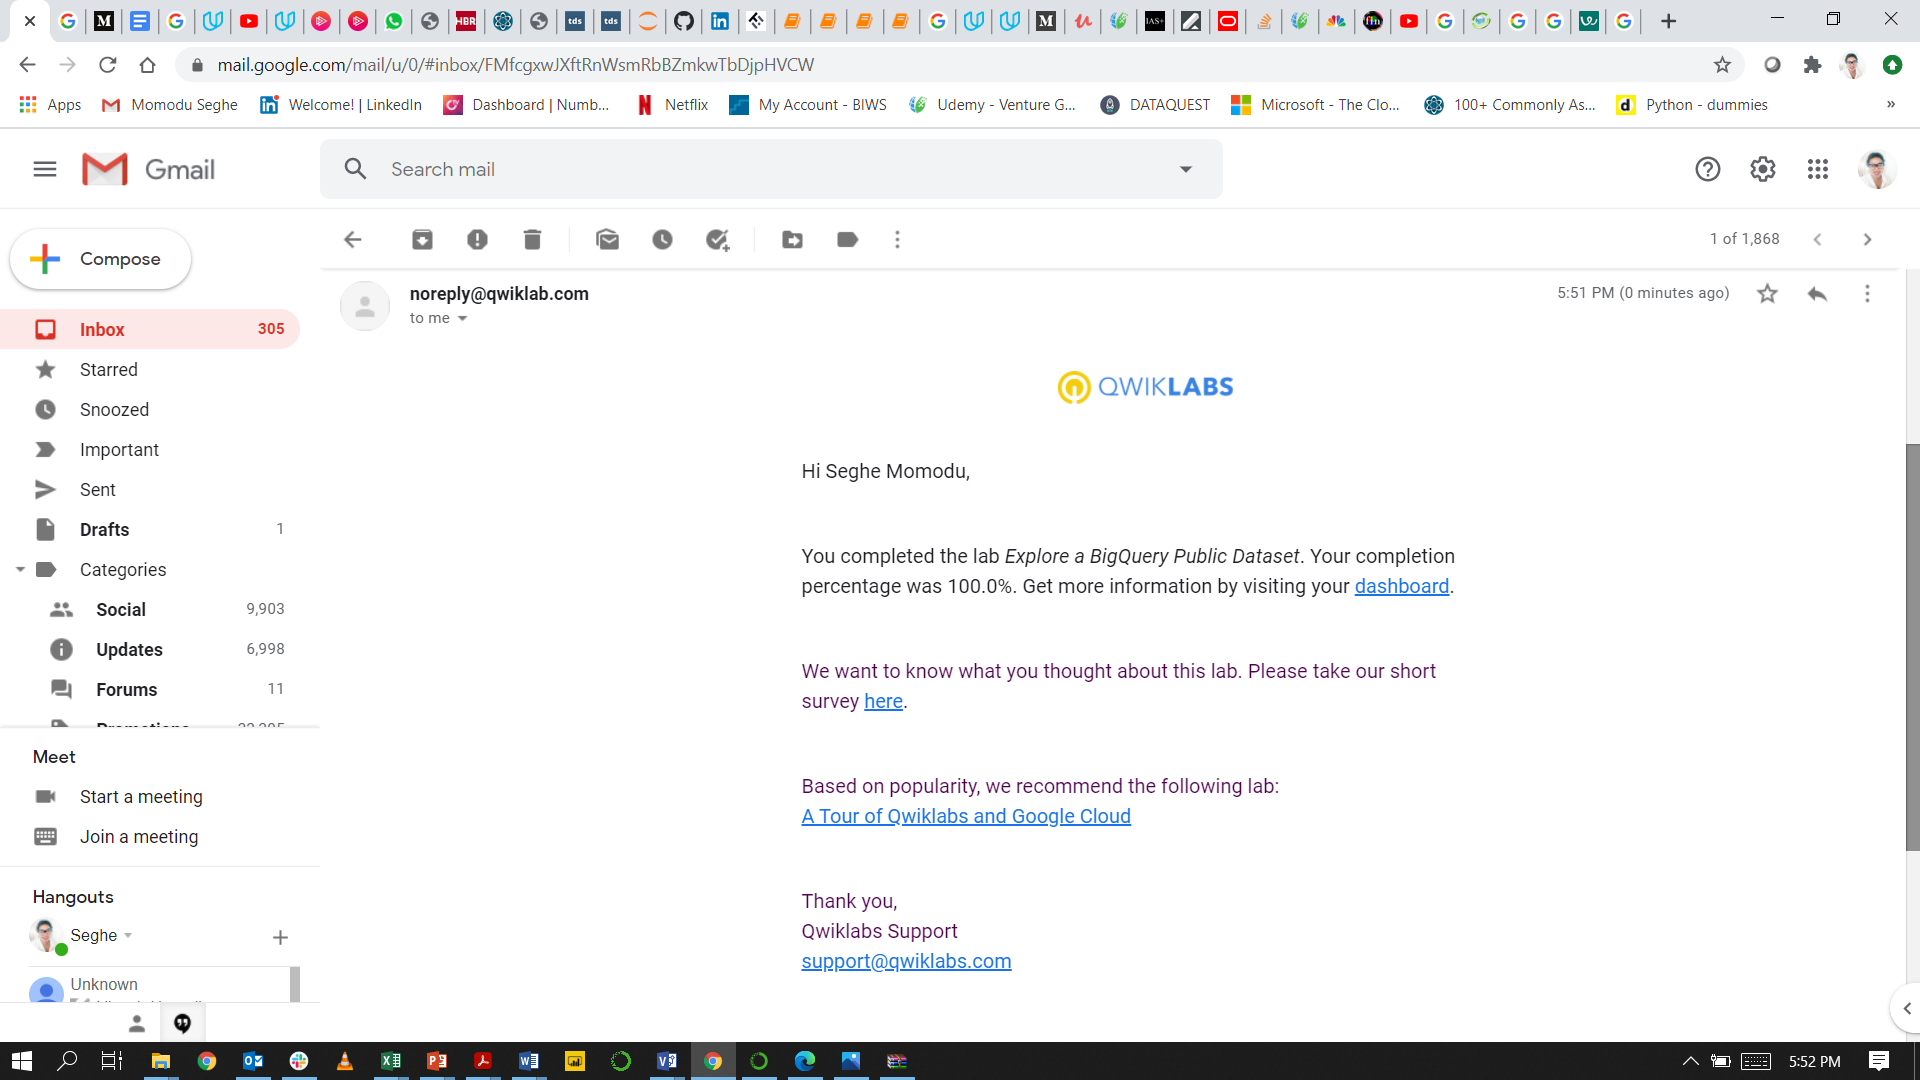 mail.google.com/mail/u/0/#inbox/FMfcgxwJXftRnWsmRbBZmkwTbDjpHVCW
Apps
Momodu Seghe
Welcome! | LinkedIn
Dashboard | Numb...
Netflix
My Account - BIWS
Udemy - Venture G...
DATAQUEST
Microsoft - The Clo...
100+ Commonly As...
Python - dummies
»
Gmail
Search mail
Compose
1 of 1,868
noreply@qwiklab.com
5:51 PM (0 minutes ago)
to me
Inbox 305
Starred
Snoozed
Important
Sent
Drafts 1
Categories
Social 9,903
Updates 6,998
Forums 11
Meet
Start a meeting
Join a meeting
Hangouts
Seghe
Unknown
QWIKLABS
Hi Seghe Momodu,
You completed the lab Explore a BigQuery Public Dataset. Your completion
percentage was 100.0%. Get more information by visiting your dashboard.
We want to know what you thought about this lab. Please take our short
survey here.
Based on popularity, we recommend the following lab:
A Tour of Qwiklabs and Google Cloud
Thank you,
Qwiklabs Support
support@qwiklabs.com
5:52 PM